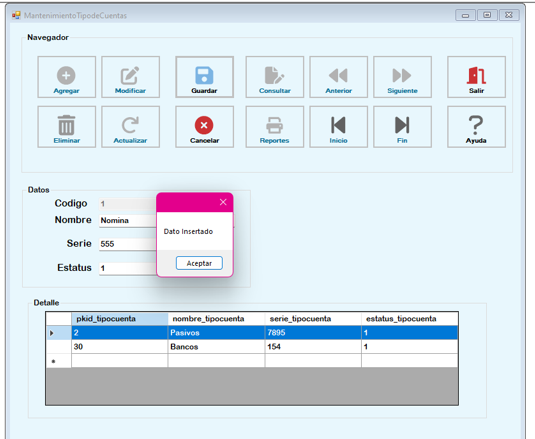 MantenimientoTipodeCuentas
Navegador
Agregar Modificar Guardar Consultar Anterior Siguiente Salir
Eliminar Actualizar Cancelar Reportes Inicio Fin Ayuda
Datos
Codigo 1
Nombre Nomina
Serie 555
Estatus 1
Dato Insertado
Aceptar
Detalle
pkid_tipocuenta nombre_tipocuenta serie_tipocuenta estatus_tipocuenta
2 Pasivos 7895 1
30 Bancos 154 1